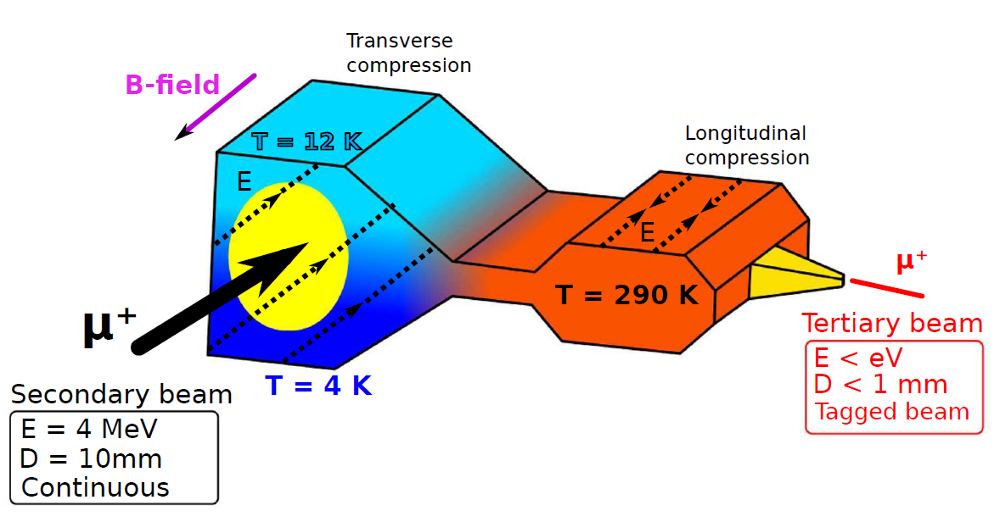 Transverse
compression
B-field
T = 12 K
E
Longitudinal
compression
E
μ⁺
T = 290 K
μ⁺
T = 4 K
Secondary beam
E = 4 MeV
D = 10mm
Continuous
Tertiary beam
E < eV
D < 1 mm
Tagged beam